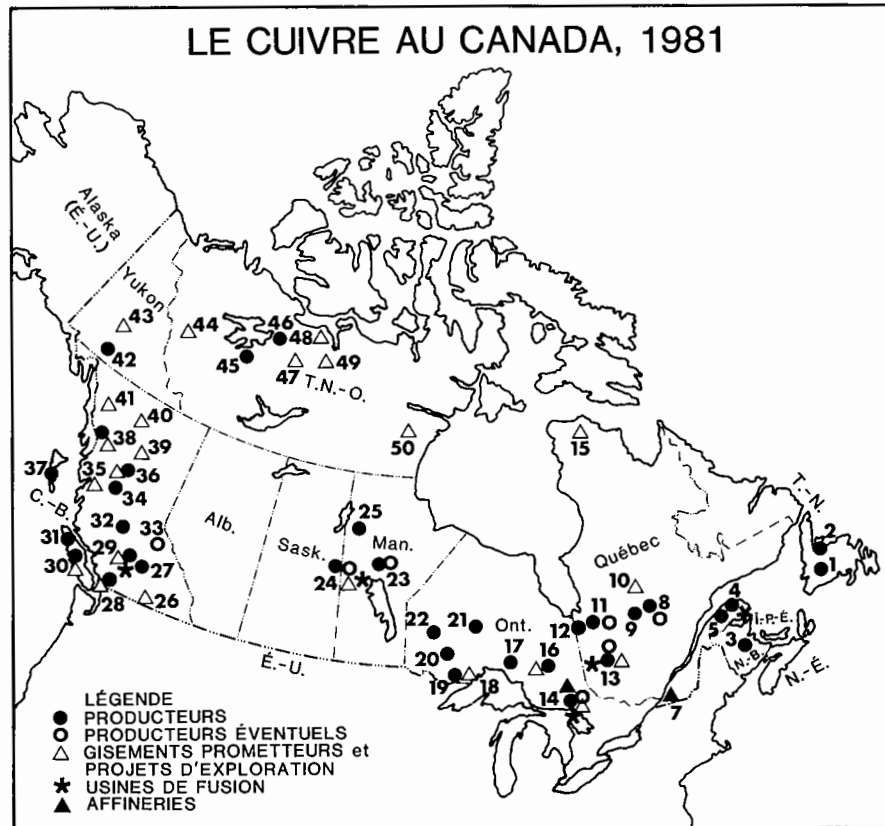 LE CUIVRE AU CANADA, 1981
Alaska
(É.-U.)
Yukon
43
44
46
48
42
45
47
49
T.N.-O.
41
40
38
39
50
15
37
35
36
34
C.-B.
Alb.
Sask.
Man.
25
T.-N.
31
32
33
Québec
2
1
30
29
27
24
23
10
28
26
22
21
Ont.
12
11
9
8
4
5
Î.-P.-É.
3
N.-B.
N.-É.
É.-U.
20
17
16
13
19
18
14
7
LÉGENDE
PRODUCTEURS
PRODUCTEURS ÉVENTUELS
GISEMENTS PROMETTEURS et
PROJETS D'EXPLORATION
USINES DE FUSION
AFFINERIES